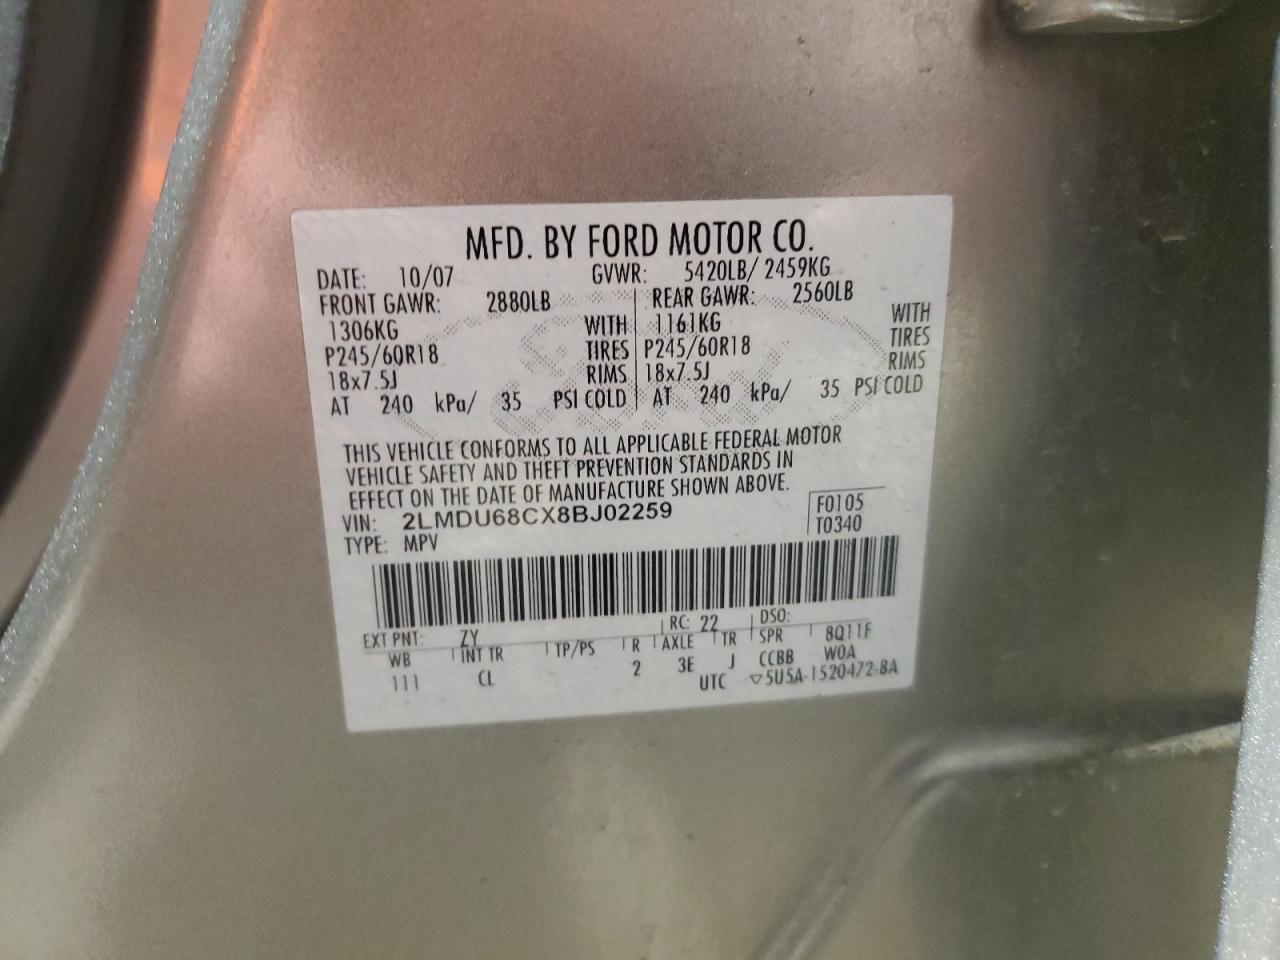 MFD. BY FORD MOTOR CO.
DATE: 10/07 GVWR: 5420LB/ 2459KG
FRONT GAWR: 2880LB REAR GAWR: 2560LB
1306KG WITH 1161KG WITH
P245/60R18 TIRES P245/60R18 TIRES
18x7.5J RIMS 18x7.5J RIMS
AT 240 kPa/ 35 PSI COLD AT 240 kPa/ 35 PSI COLD
THIS VEHICLE CONFORMS TO ALL APPLICABLE FEDERAL MOTOR
VEHICLE SAFETY AND THEFT PREVENTION STANDARDS IN
EFFECT ON THE DATE OF MANUFACTURE SHOWN ABOVE.
VIN: 2LMDU68CX8BJ02259 F0105
TYPE: MPV T0340
EXT PNT: ZY RC: 22 DSO:
WB INT TR TP/PS R AXLE TR SPR 8Q11F
111 CL 2 3E J CCBB W0A
UTC ▽5U5A-1520472-BA